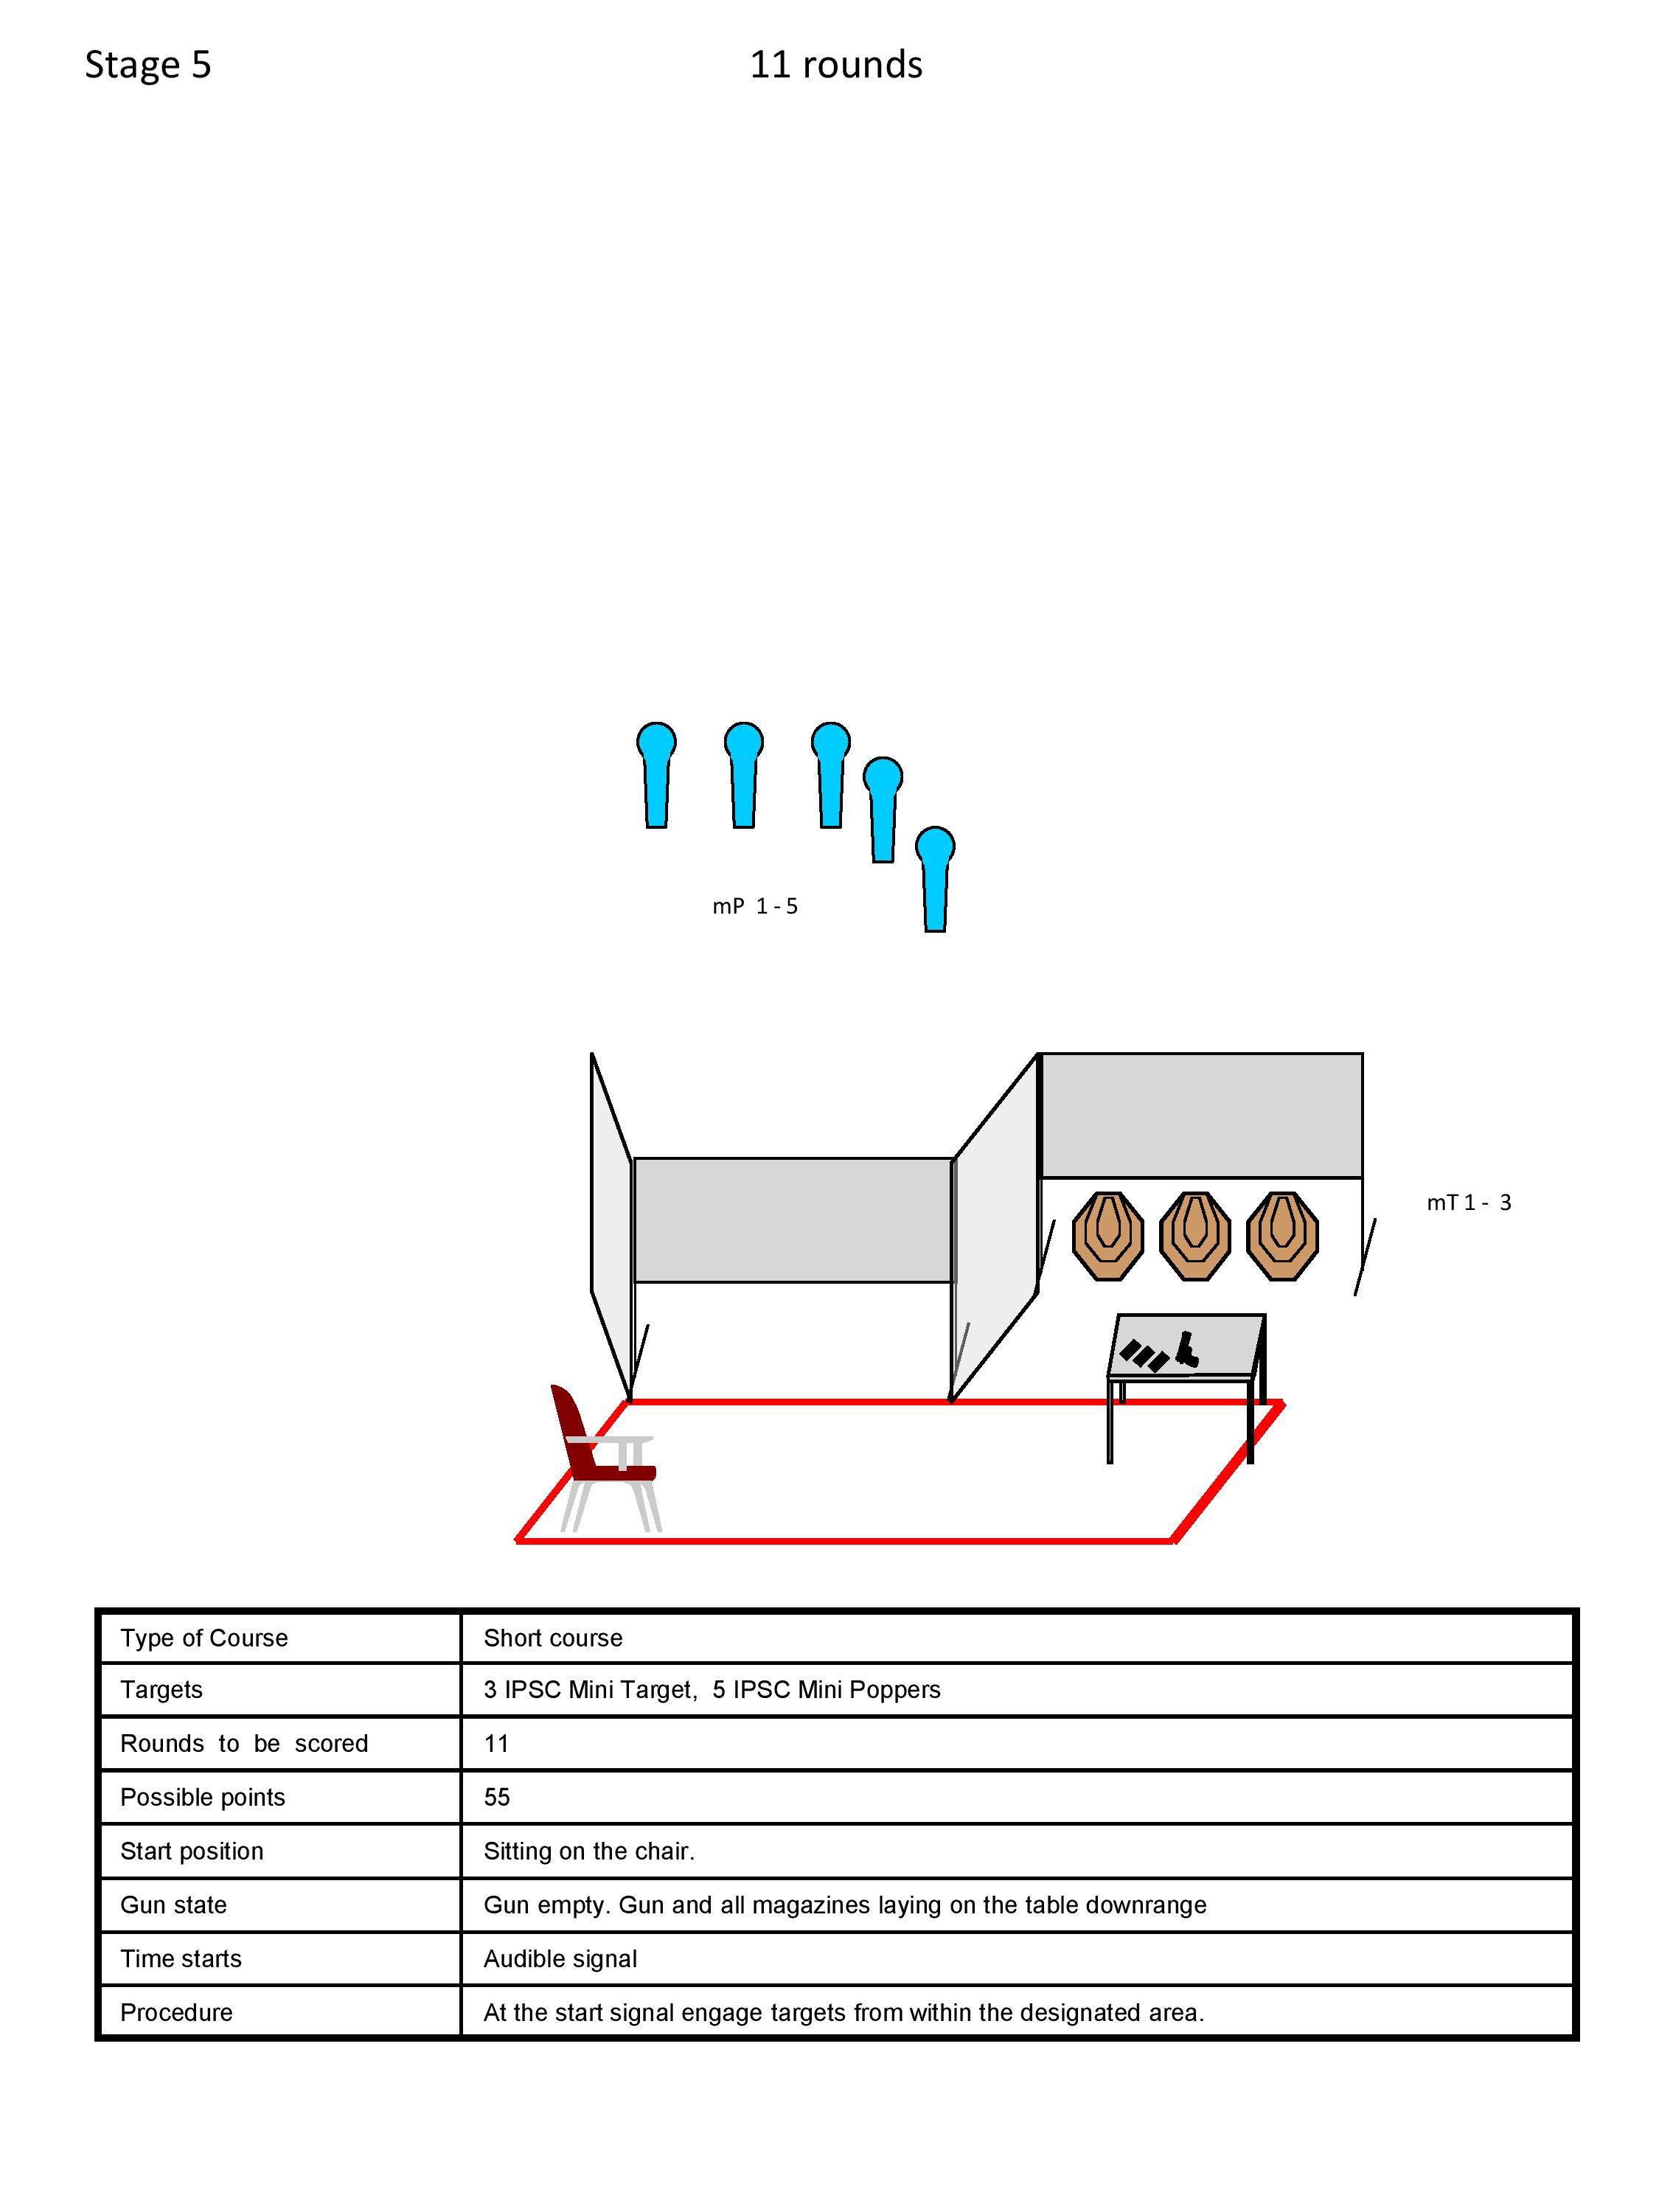 Stage 5 11 rounds
mP 1 - 5
mT 1 - 3
Type of Course Short course
Targets 3 IPSC Mini Target, 5 IPSC Mini Poppers
Rounds to be scored 11
Possible points 55
Start position Sitting on the chair.
Gun state Gun empty. Gun and all magazines laying on the table downrange
Time starts Audible signal
Procedure At the start signal engage targets from within the designated area.